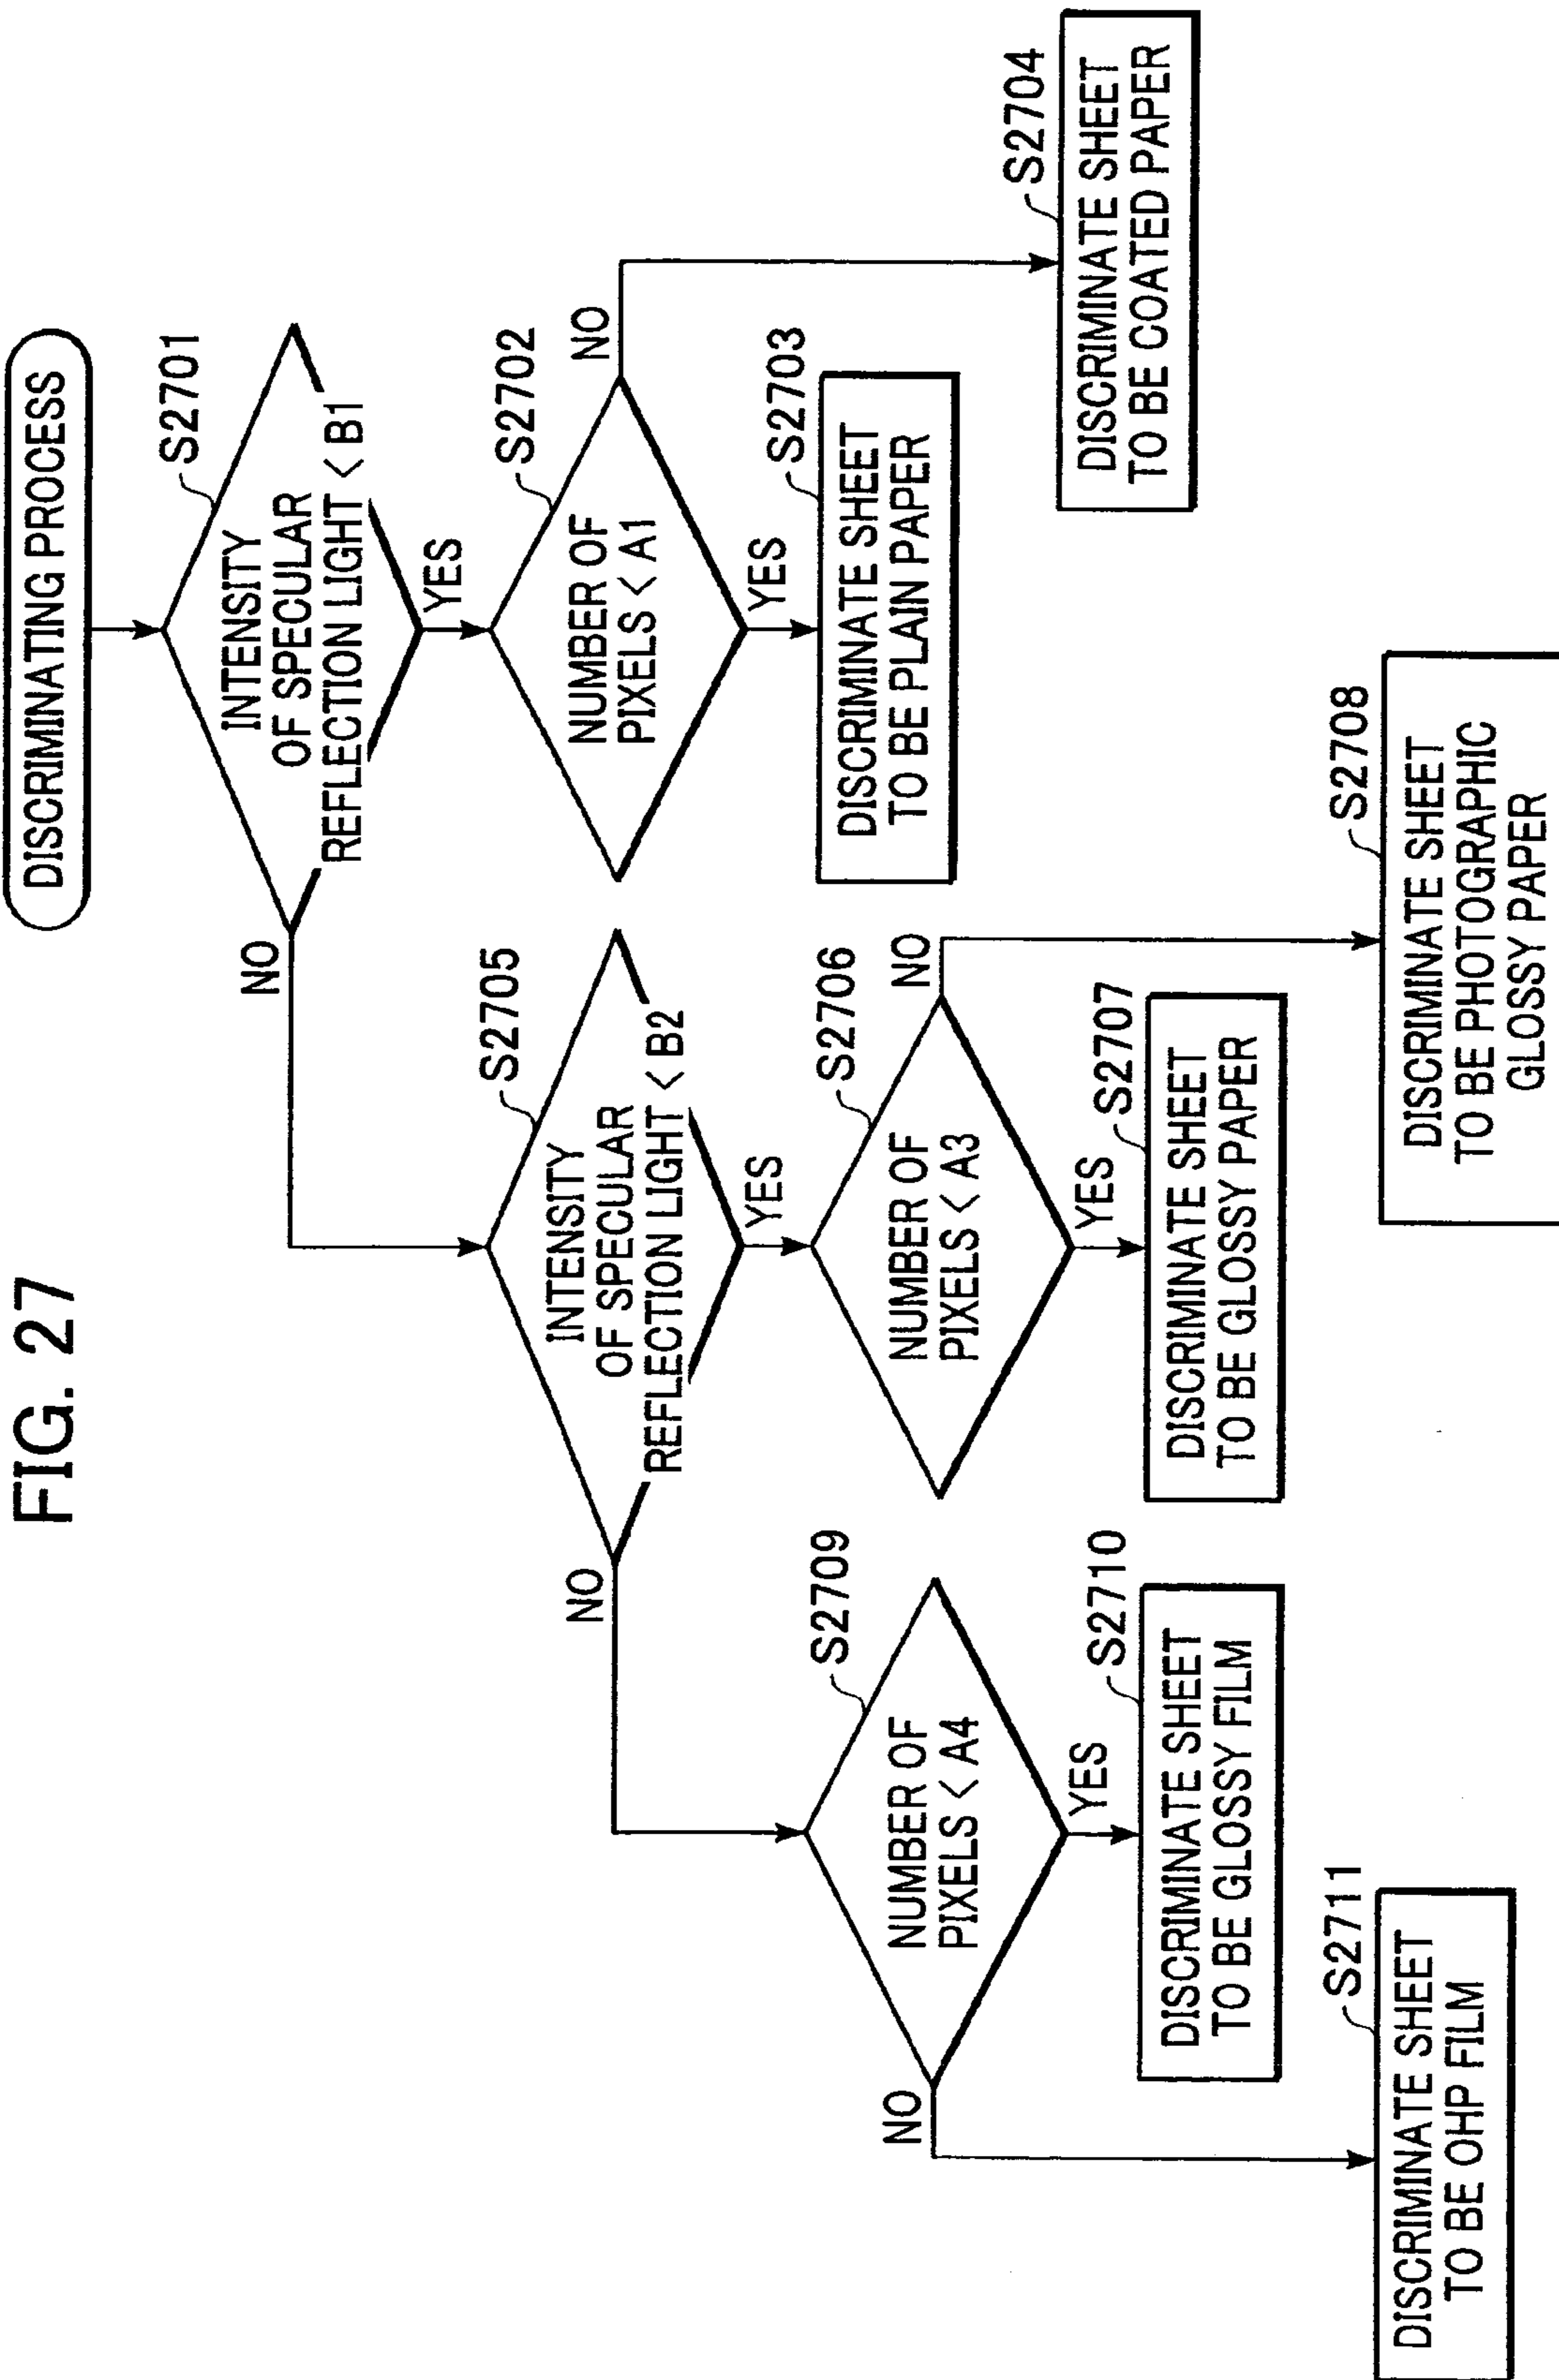 FIG. 27
DISCRIMINATING PROCESS
S2701
INTENSITY
OF SPECULAR
REFLECTION LIGHT < B1
NO
YES
S2702
NUMBER OF
PIXELS < A1
NO
YES
S2703
DISCRIMINATE SHEET
TO BE PLAIN PAPER
S2704
DISCRIMINATE SHEET
TO BE COATED PAPER
S2705
INTENSITY
OF SPECULAR
REFLECTION LIGHT < B2
NO
YES
S2706
NUMBER OF
PIXELS < A3
NO
YES
S2707
DISCRIMINATE SHEET
TO BE GLOSSY PAPER
S2708
DISCRIMINATE SHEET
TO BE PHOTOGRAPHIC
GLOSSY PAPER
S2709
NUMBER OF
PIXELS < A4
NO
YES
S2710
DISCRIMINATE SHEET
TO BE GLOSSY FILM
S2711
DISCRIMINATE SHEET
TO BE OHP FILM